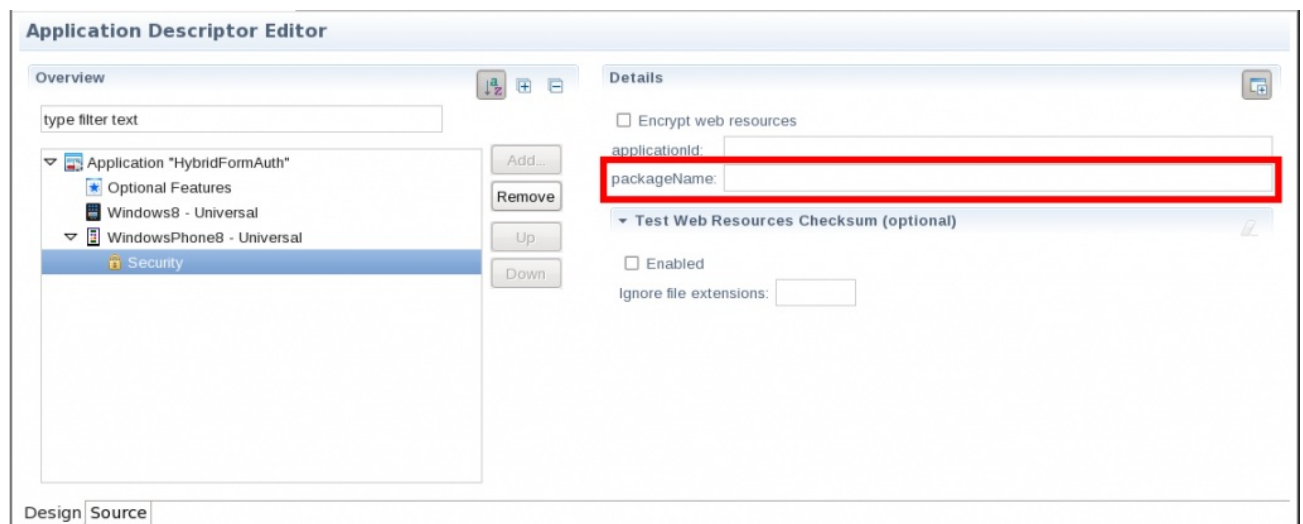 Application Descriptor Editor
Overview
type filter text
Application "HybridFormAuth"
Optional Features
Windows8 - Universal
WindowsPhone8 - Universal
Security
Add...
Remove
Up
Down
Details
Encrypt web resources
applicationId:
packageName:
Test Web Resources Checksum (optional)
Enabled
Ignore file extensions:
Design Source